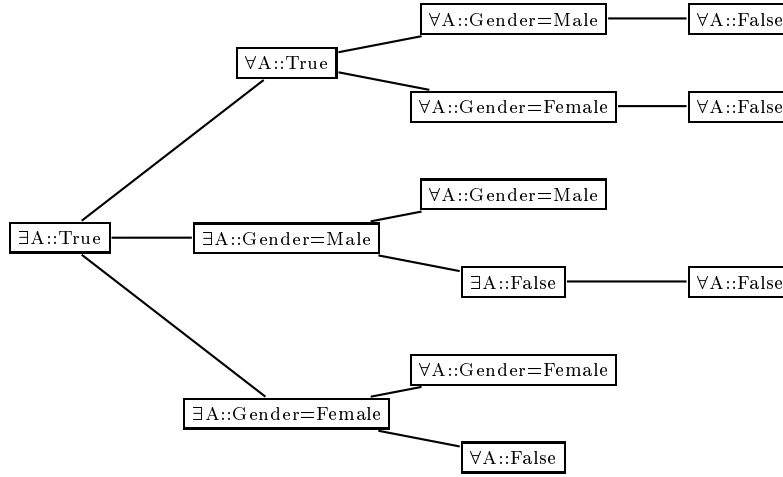 ∀A::Gender=Male
∀A::False
∀A::True
∀A::Gender=Female
∀A::False
∀A::Gender=Male
∃A::True
∃A::Gender=Male
∃A::False
∀A::False
∀A::Gender=Female
∃A::Gender=Female
∀A::False